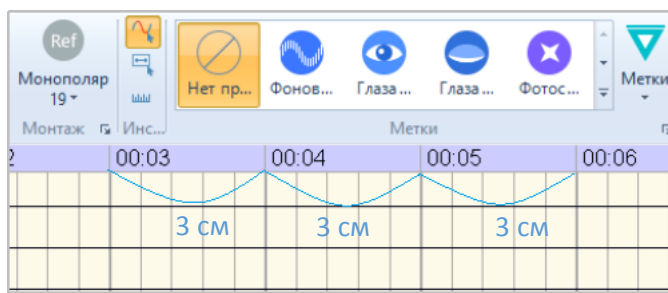 Ref
Монополяр
19
Нет пр...
Фонов...
Глаза ...
Глаза ...
Фотос...
Метки
Монтаж
Инс...
Метки
2
00:03
00:04
00:05
00:06
3 см
3 см
3 см